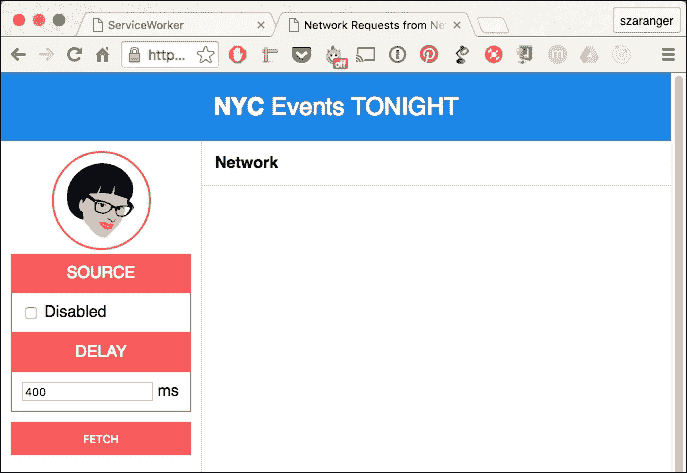 ServiceWorker
Network Requests from Ne
szaranger
http...
off
NYC Events TONIGHT
Network
SOURCE
Disabled
DELAY
400 ms
FETCH